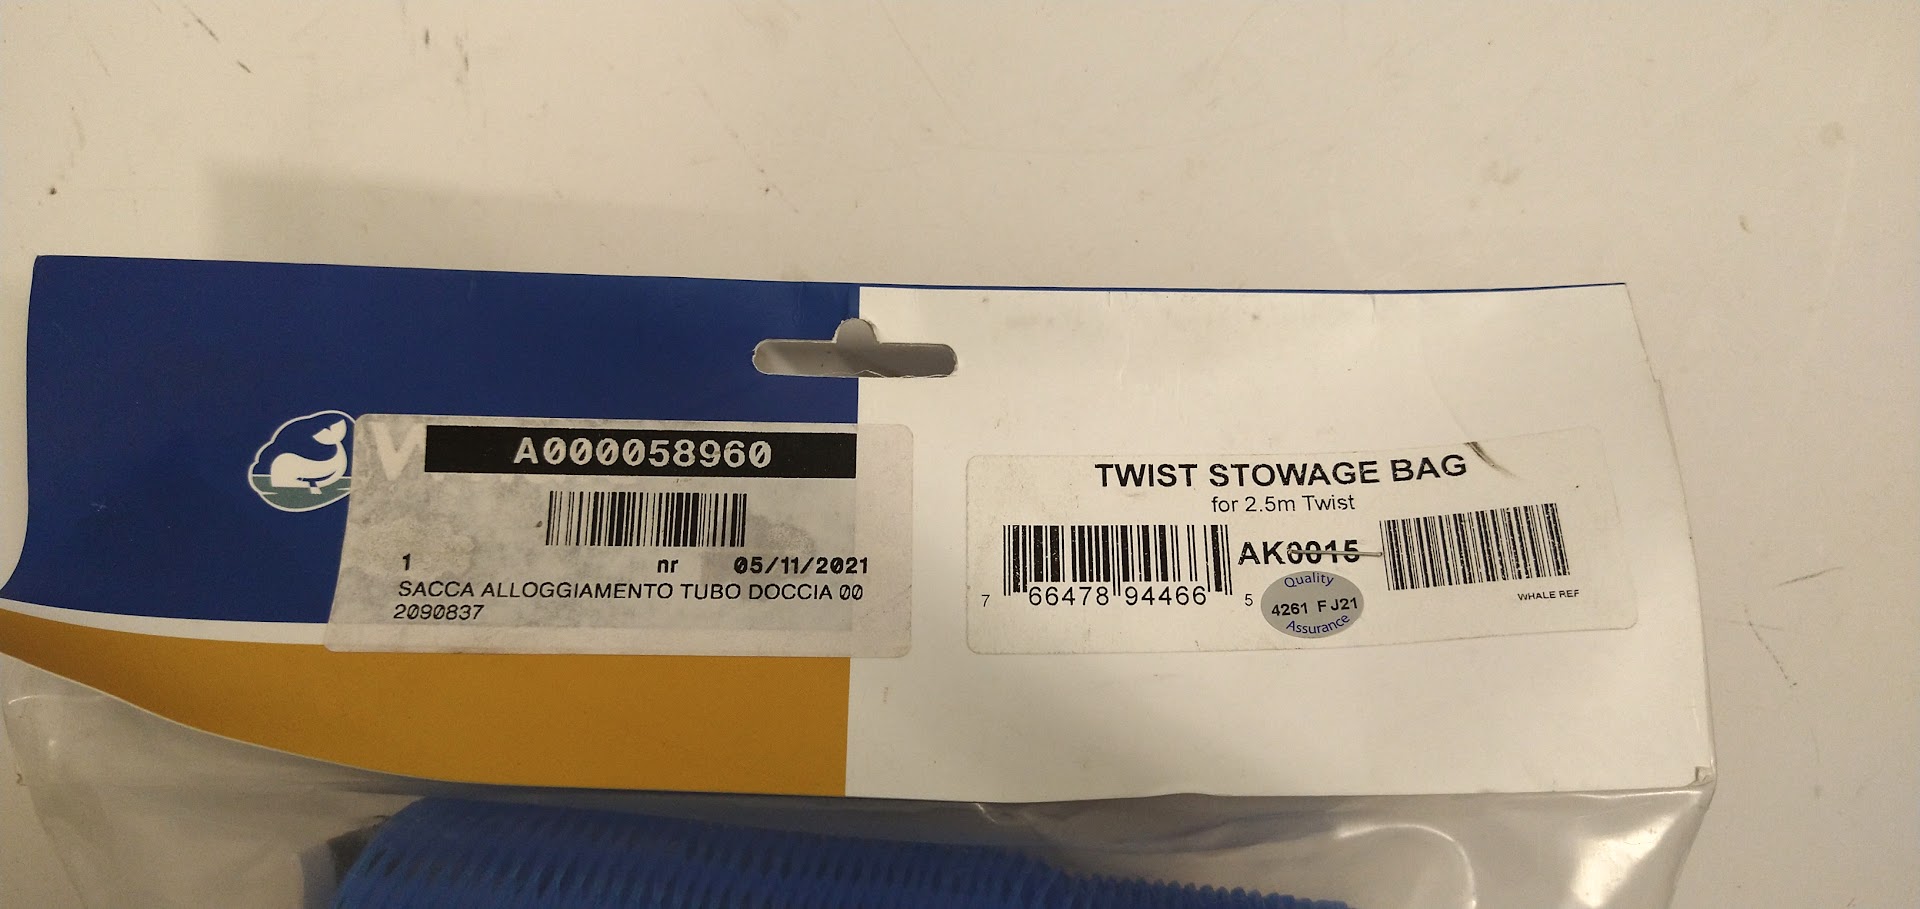 A000058960
1 nr 05/11/2021
SACCA ALLOGGIAMENTO TUBO DOCCIA 00
2090837
TWIST STOWAGE BAG
for 2.5m Twist
AK0015
7 66478 94466 5
Quality
4261 F J21
Assurance
WHALE REF